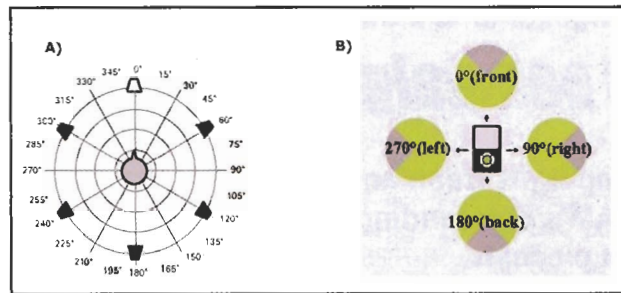 A)
345° 0° 15°
330° 30°
315° 45°
300° 60°
285° 75°
270° 90°
255° 105°
240° 120°
225° 135°
210° 150°
195° 180° 165°
B)
0°(front)
270°(left) 90°(right)
180°(back)